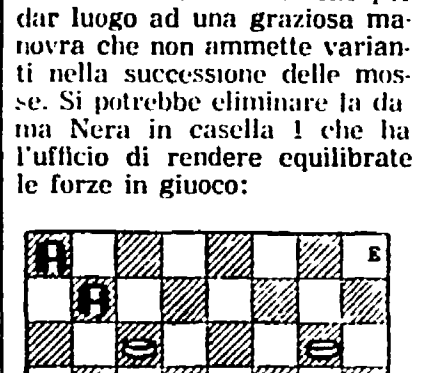 dar luogo ad una graziosa ma-
novra che non ammette varian-
ti nella successione delle mos-
se. Si potrebbe eliminare la da
ma Nera in casella 1 che ha
l'ufficio di rendere equilibrate
le forze in giuoco:
E